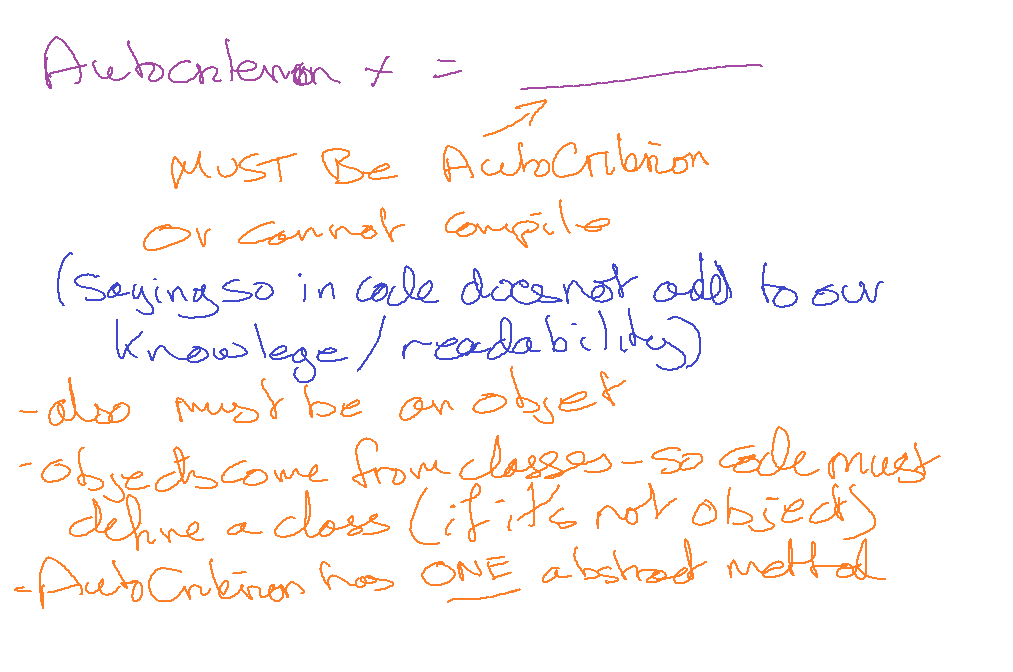 AutoCriterion x = ______
MUST BE AutoCriterion
or cannot compile
(saying so in code does not add to our
knowlege/readability)
- also must be an objet
- objects come from classes - so code must
define a class (if it's not object)
- AutoCriterion has ONE abstract method